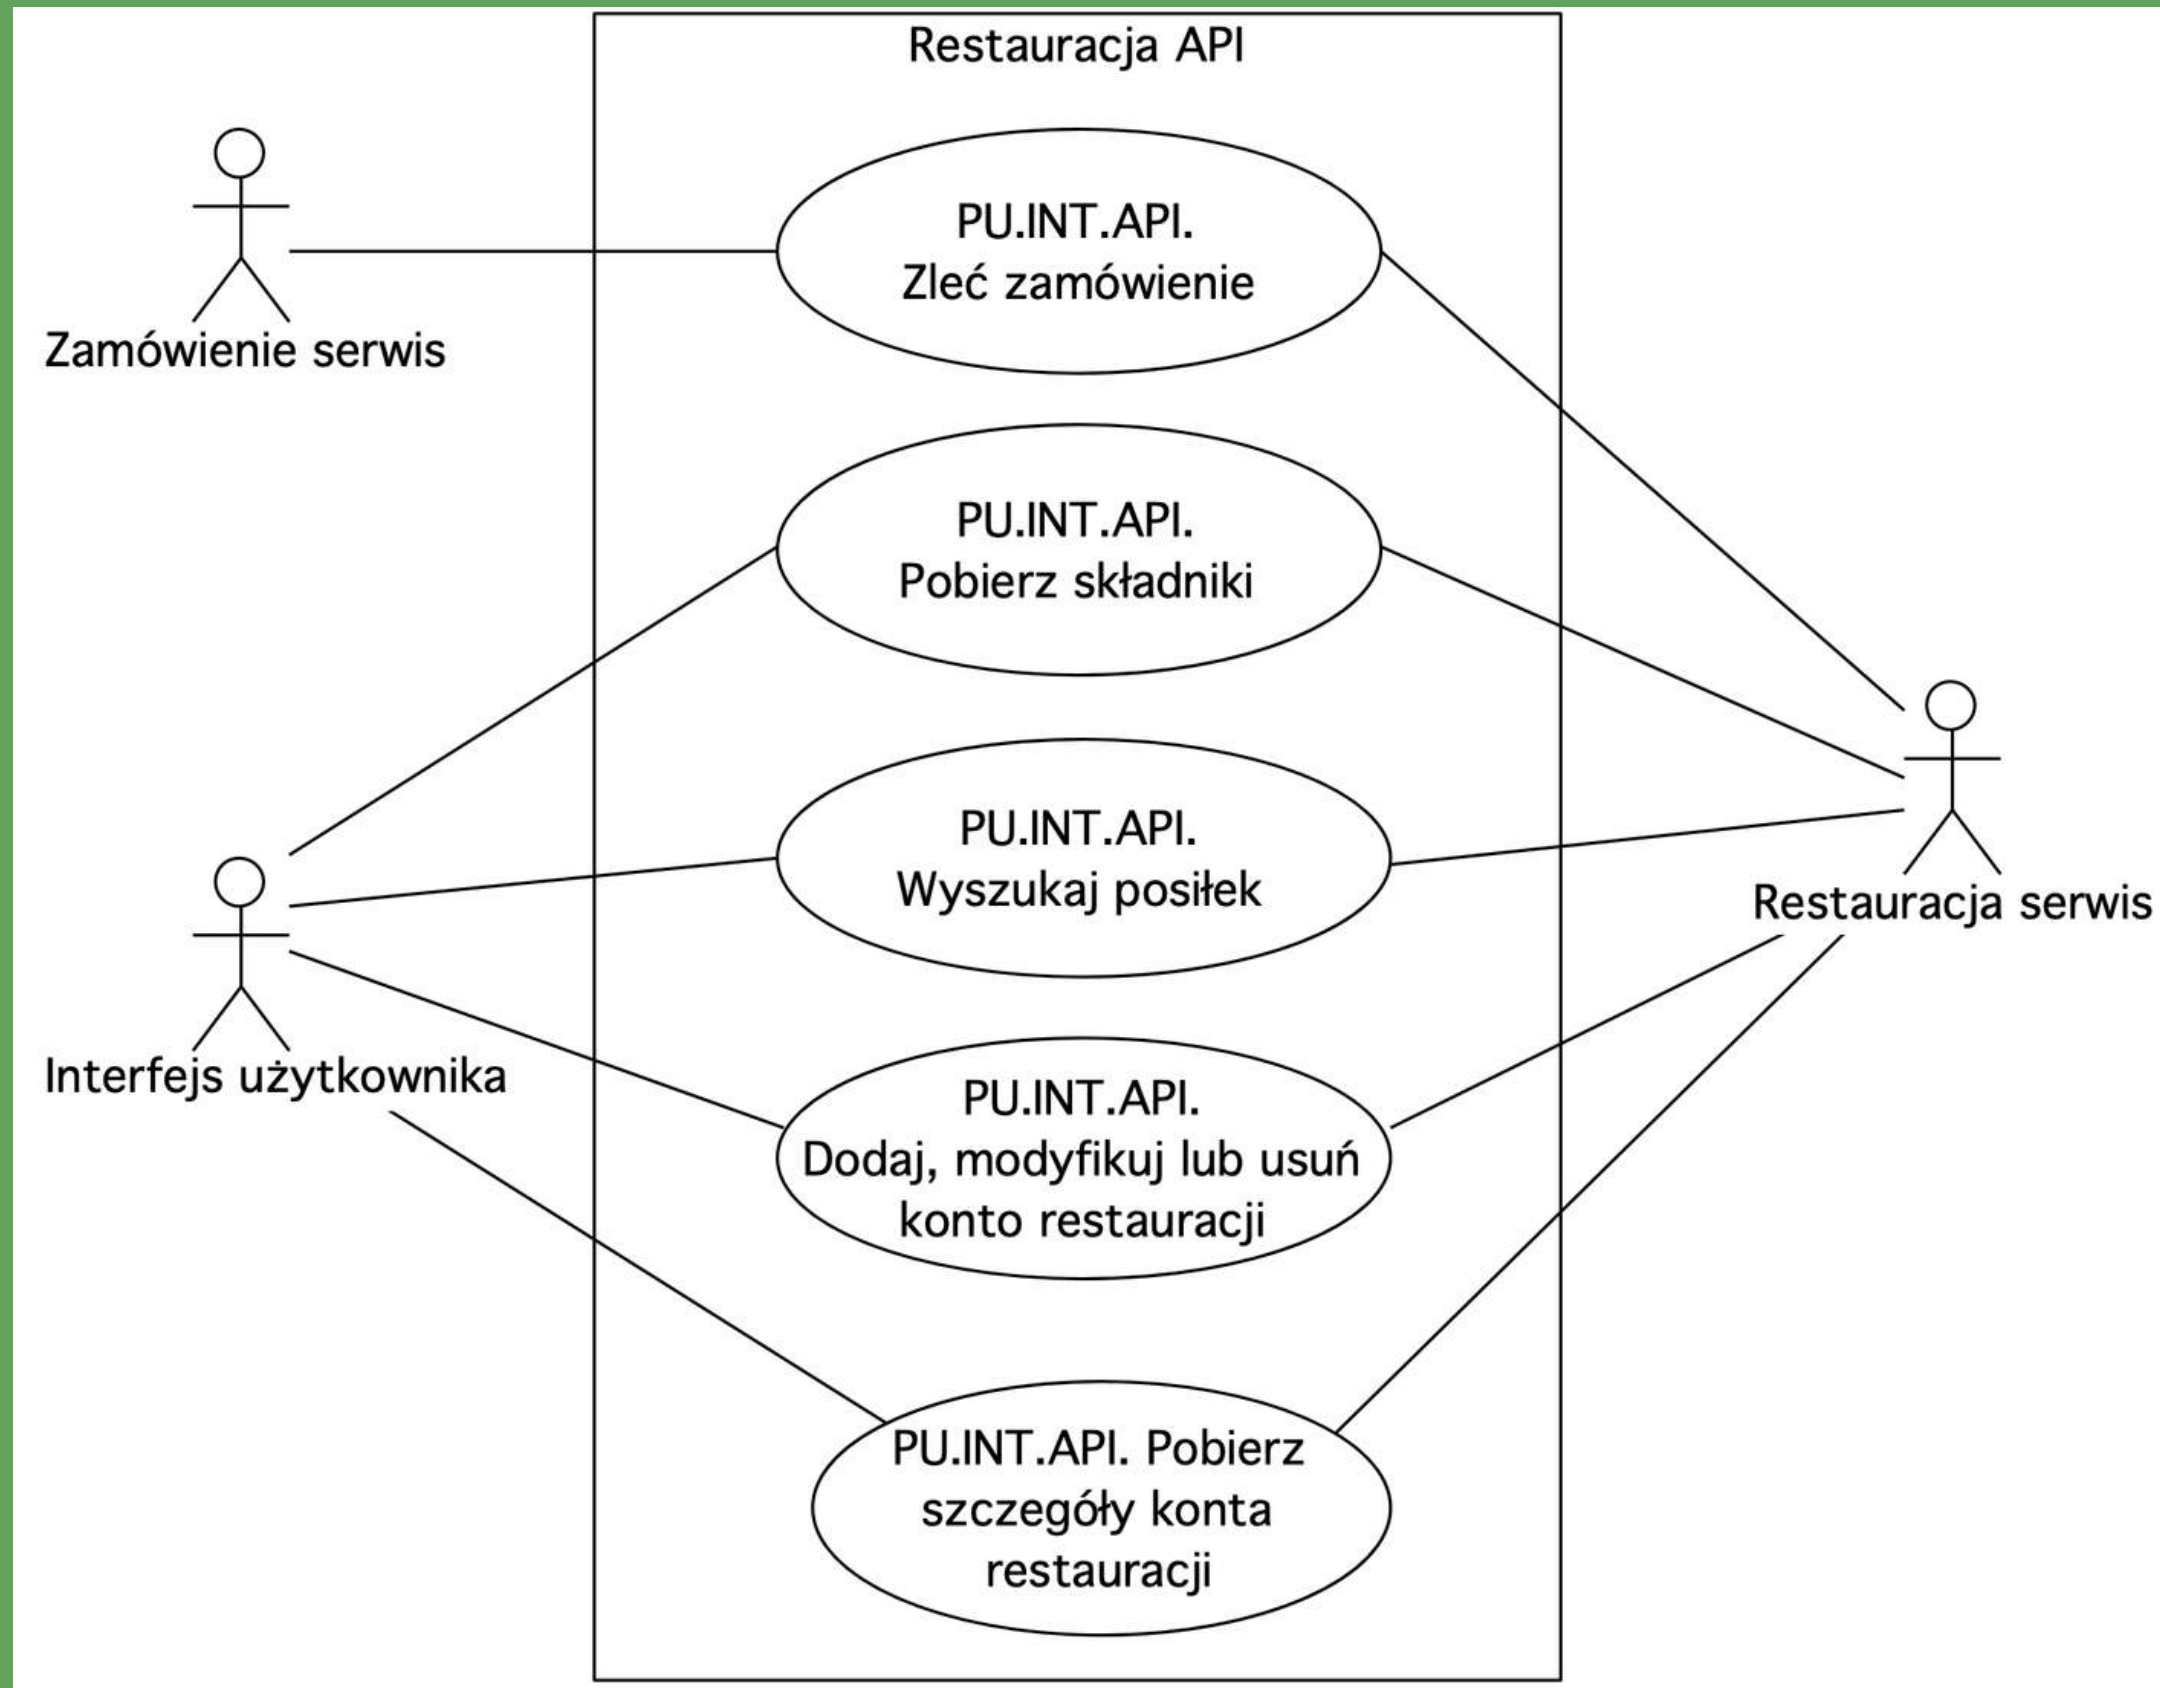 Restauracja API
PU.INT.API.
Zleć zamówienie
Zamówienie serwis
PU.INT.API.
Pobierz składniki
PU.INT.API.
Wyszukaj posiłek
Restauracja serwis
Interfejs użytkownika
PU.INT.API.
Dodaj, modyfikuj lub usuń
konto restauracji
PU.INT.API. Pobierz
szczegóły konta
restauracji